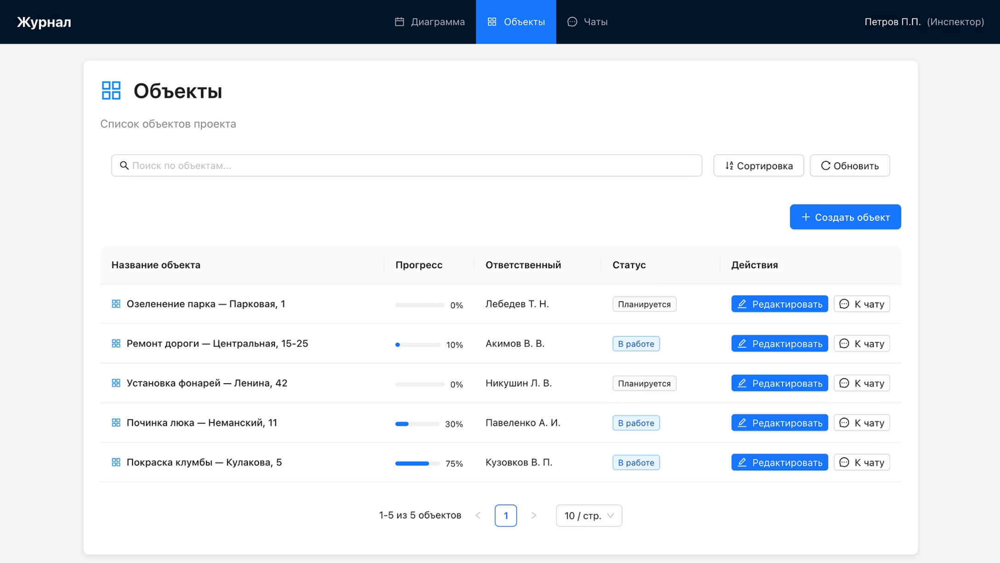 Журнал
Диаграмма
Объекты
Чаты
Петров П.П. (Инспектор)
Объекты
Список объектов проекта
Поиск по объектам...
Сортировка
Обновить
+ Создать объект
Название объекта Прогресс Ответственный Статус Действия
Озеленение парка — Парковая, 1 0% Лебедев Т. Н. Планируется Редактировать К чату
Ремонт дороги — Центральная, 15-25 10% Акимов В. В. В работе Редактировать К чату
Установка фонарей — Ленина, 42 0% Никушин Л. В. Планируется Редактировать К чату
Починка люка — Неманский, 11 30% Павеленко А. И. В работе Редактировать К чату
Покраска клумбы — Кулакова, 5 75% Кузовков В. П. В работе Редактировать К чату
1-5 из 5 объектов < 1 > 10 / стр.